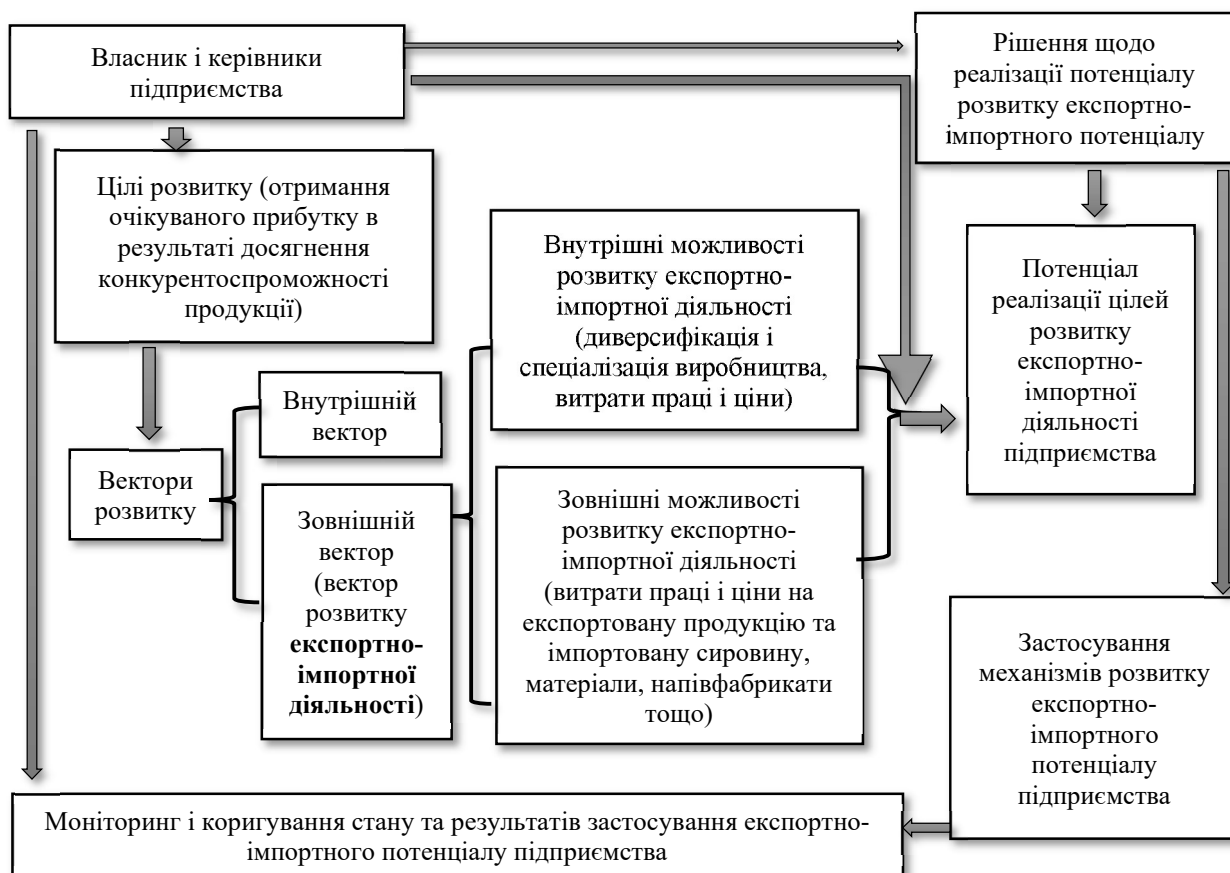 Власник і керівники
підприємства
Рішення щодо
реалізації потенціалу
розвитку експортно-
імпортного потенціалу
Цілі розвитку (отримання
очікуваного прибутку в
результаті досягнення
конкурентоспроможності
продукції)
Внутрішні можливості
розвитку експортно-
імпортної діяльності
(диверсифікація і
спеціалізація виробництва,
витрати праці і ціни)
Потенціал
реалізації цілей
розвитку
експортно-
імпортної
діяльності
підприємства
Внутрішній
вектор
Вектори
розвитку
Зовнішній
вектор
(вектор
розвитку
експортно-
імпортної
діяльності)
Зовнішні можливості
розвитку експортно-
імпортної діяльності
(витрати праці і ціни на
експортовану продукцію та
імпортовану сировину,
матеріали, напівфабрикати
тощо)
Застосування
механізмів розвитку
експортно-
імпортного
потенціалу
підприємства
Моніторинг і коригування стану та результатів застосування експортно-
імпортного потенціалу підприємства